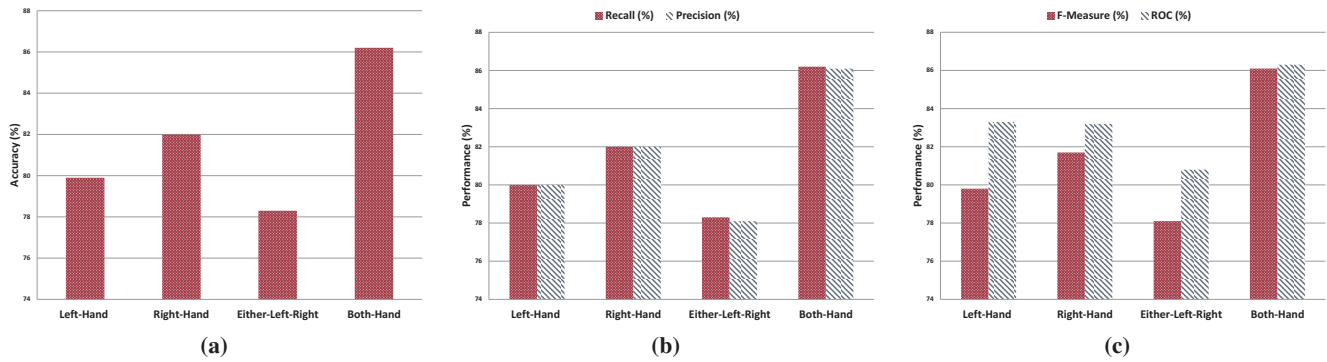 88
86
84
82
80
78
76
74
Accuracy (%)
Left-Hand Right-Hand Either-Left-Right Both-Hand
(a)
Recall (%) Precision (%)
88
86
84
82
80
78
76
74
Performance (%)
Left-Hand Right-Hand Either-Left-Right Both-Hand
(b)
F-Measure (%) ROC (%)
88
86
84
82
80
78
76
74
Performance (%)
Left-Hand Right-Hand Either-Left-Right Both-Hand
(c)